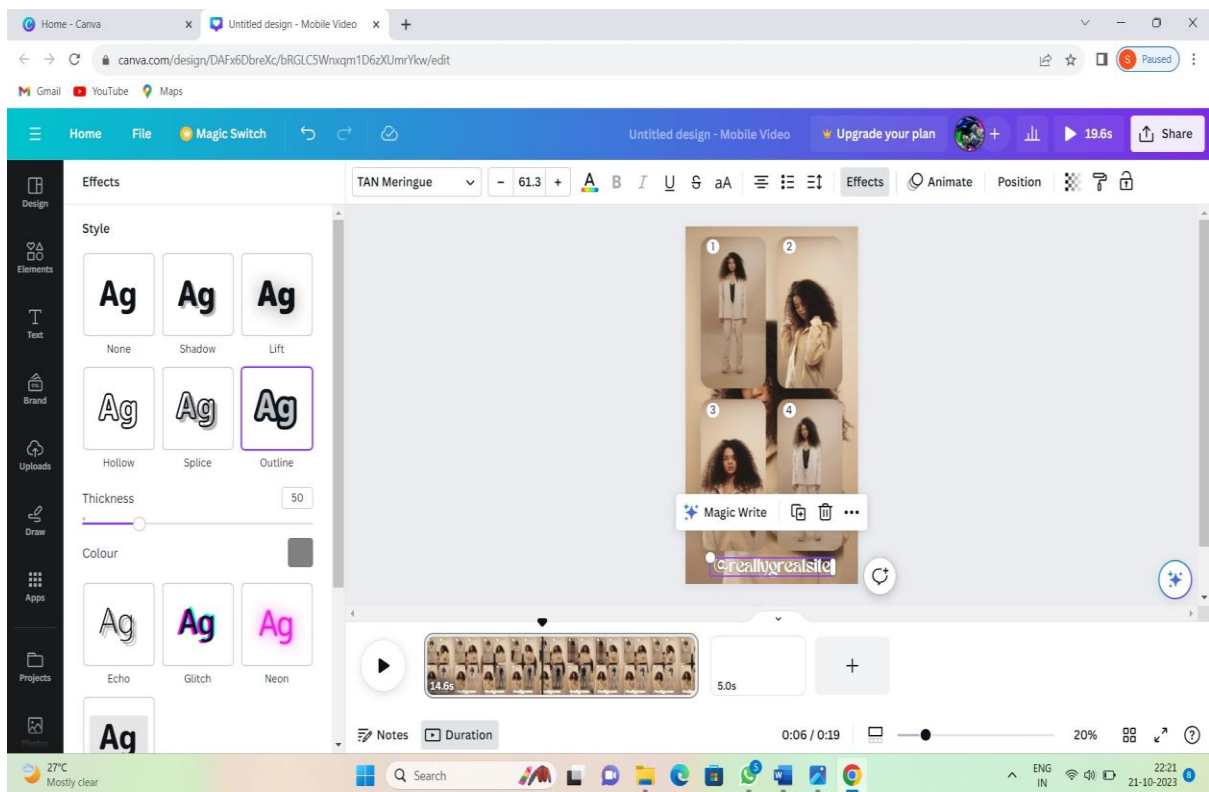 Home - Canva Untitled design - Mobile Video
canva.com/design/DAFx6DbreXc/bRGLC5Wnxqm1D6zXUmrYkw/edit Paused
Gmail YouTube Maps
Home File Magic Switch Untitled design - Mobile Video Upgrade your plan + 19.6s Share
Effects TAN Meringue - 61.3 + A B I U S aA Effects Animate Position
Design
Style
Elements
Ag Ag Ag
None Shadow Lift
Text
Brand
Ag Ag Ag
Hollow Splice Outline
Uploads
Thickness 50
Draw
Colour
Apps
Ag Ag Ag
Echo Glitch Neon
Projects
Ag
Photos
1 2
3 4
Magic Write
@reallygreatsite
14.6s 5.0s +
Notes Duration 0:06 / 0:19 20%
27°C
Mostly clear
Search
5
ENG
IN
22:21
21-10-2023
8